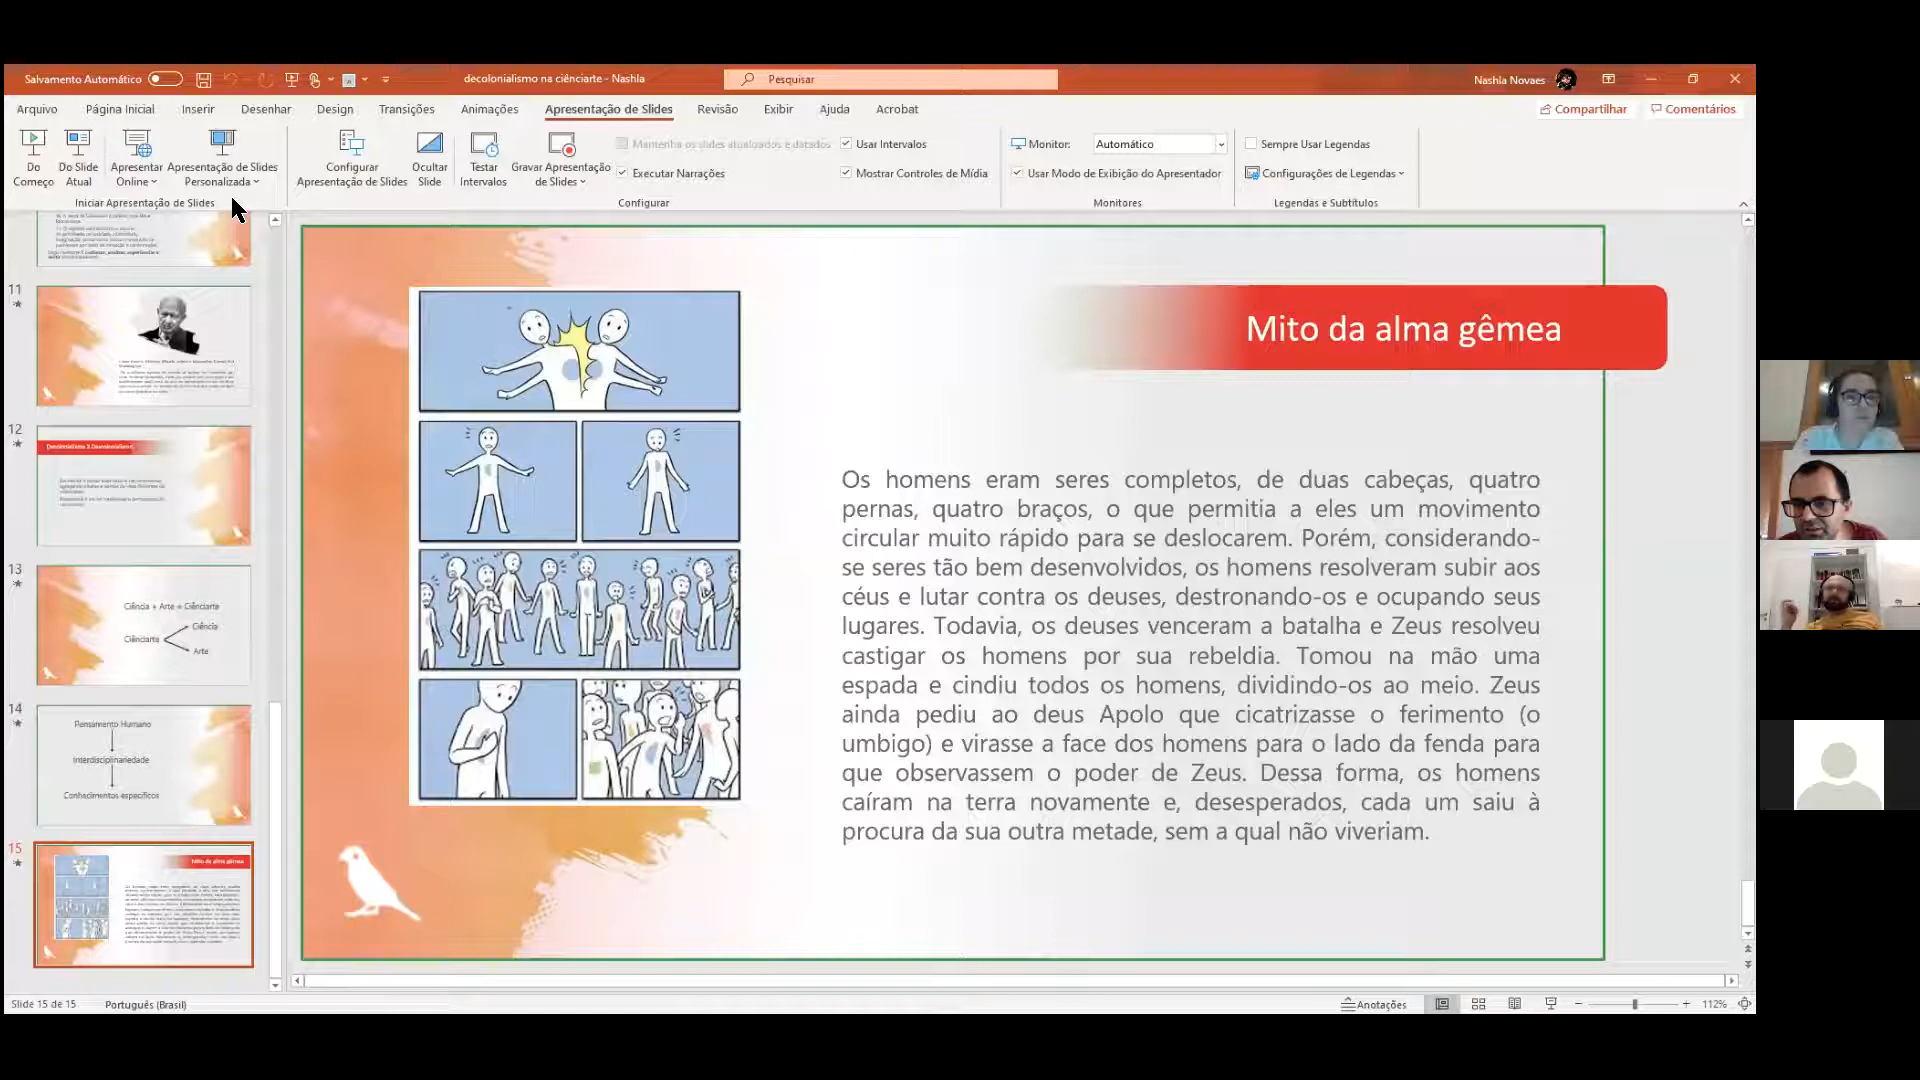 Salvamento Automático
decolonialismo na ciênciarte - Nashla
Pesquisar
Nashla Novaes
Arquivo
Página Inicial
Inserir
Desenhar
Design
Transições
Animações
Apresentação de Slides
Revisão
Exibir
Ajuda
Acrobat
Compartilhar
Comentários
Do Começo
Do Slide Atual
Apresentar Online
Apresentação de Slides Personalizada
Configurar Apresentação de Slides
Ocultar Slide
Testar Intervalos
Gravar Apresentação de Slides
Mantenha os slides atualizados e datados
Executar Narrações
Usar Intervalos
Mostrar Controles de Mídia
Monitor:
Automático
Usar Modo de Exibição do Apresentador
Sempre Usar Legendas
Configurações de Legendas
Iniciar Apresentação de Slides
Configurar
Monitores
Legendas e Subtítulos
11
12
13
Ciência + Arte = Ciênciarte
Ciênciarte
Ciência
Arte
14
Pensamento Humano
Interdisciplinariedade
Conhecimentos específicos
15
Mito da alma gêmea
Mito da alma gêmea
Os homens eram seres completos, de duas cabeças, quatro
pernas, quatro braços, o que permitia a eles um movimento
circular muito rápido para se deslocarem. Porém, considerando-
se seres tão bem desenvolvidos, os homens resolveram subir aos
céus e lutar contra os deuses, destronando-os e ocupando seus
lugares. Todavia, os deuses venceram a batalha e Zeus resolveu
castigar os homens por sua rebeldia. Tomou na mão uma
espada e cindiu todos os homens, dividindo-os ao meio. Zeus
ainda pediu ao deus Apolo que cicatrizasse o ferimento (o
umbigo) e virasse a face dos homens para o lado da fenda para
que observassem o poder de Zeus. Dessa forma, os homens
caíram na terra novamente e, desesperados, cada um saiu à
procura da sua outra metade, sem a qual não viveriam.
Slide 15 de 15
Português (Brasil)
Anotações
112%